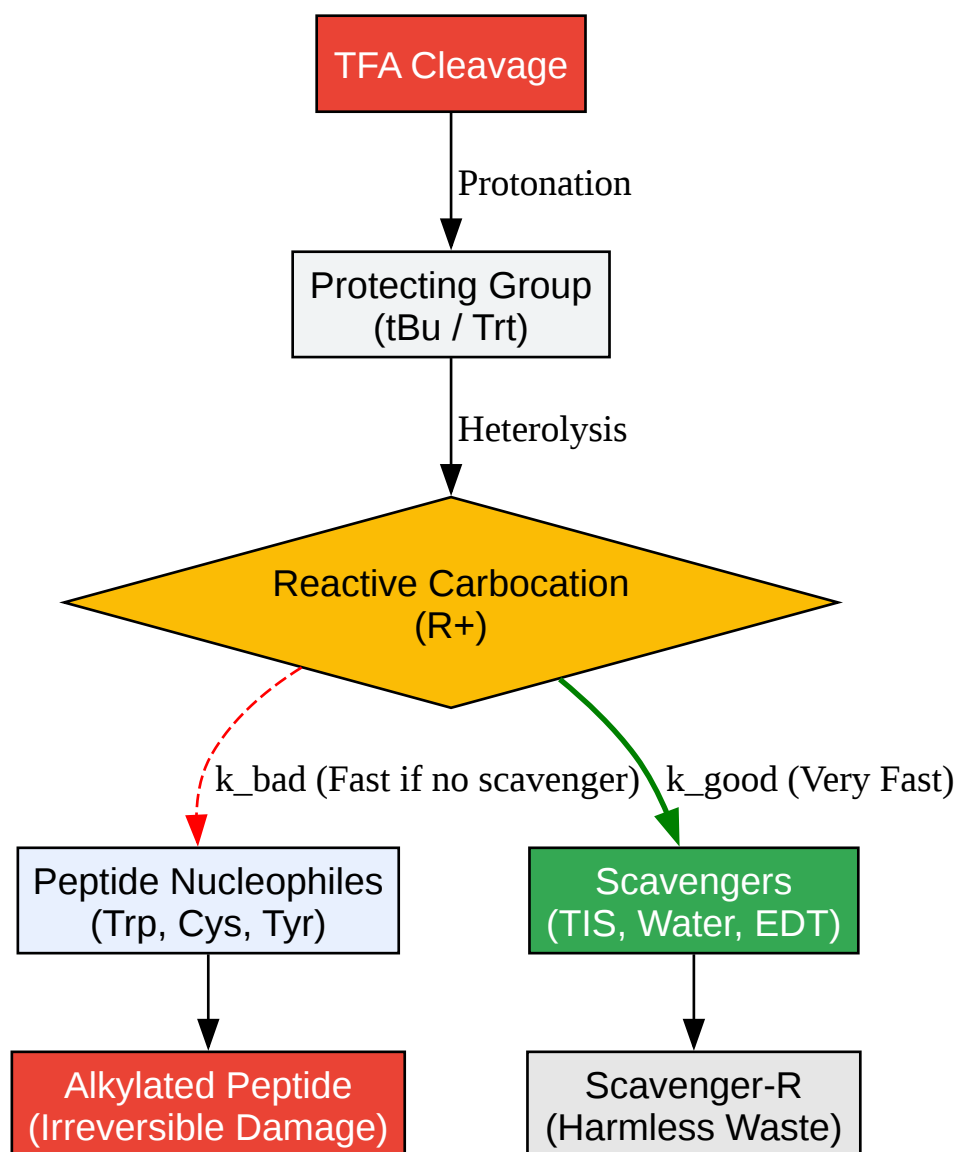 TFA Cleavage
Protonation
Protecting Group
(tBu / Trt)
Heterolysis
Reactive Carbocation
(R+)
k_bad (Fast if no scavenger)
k_good (Very Fast)
Peptide Nucleophiles
(Trp, Cys, Tyr)
Scavengers
(TIS, Water, EDT)
Alkylated Peptide
(Irreversible Damage)
Scavenger-R
(Harmless Waste)